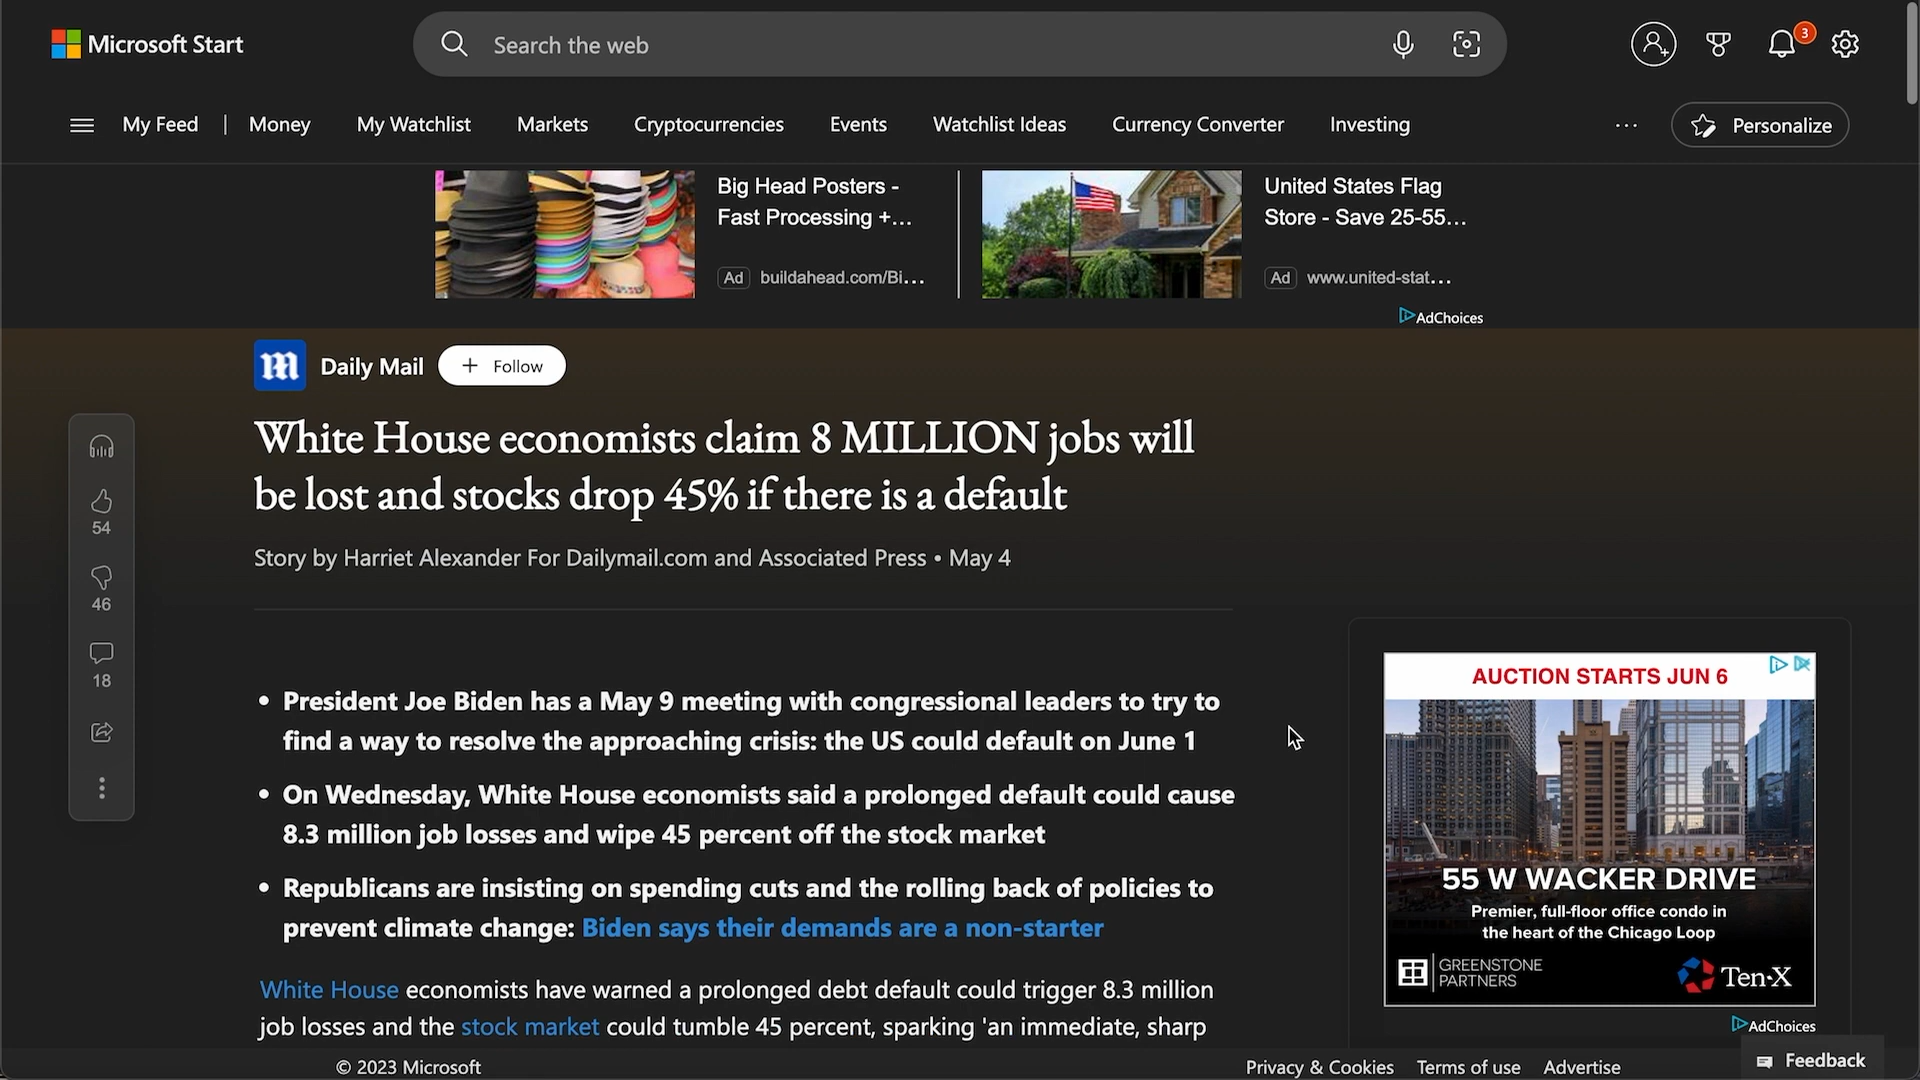 Microsoft Start
Search the web
3
My Feed | Money My Watchlist Markets Cryptocurrencies Events Watchlist Ideas Currency Converter Investing ... Personalize
Big Head Posters -
Fast Processing +...
Ad buildahead.com/Bi...
United States Flag
Store - Save 25-55...
Ad www.united-stat...
AdChoices
m Daily Mail + Follow
White House economists claim 8 MILLION jobs will
be lost and stocks drop 45% if there is a default
Story by Harriet Alexander For Dailymail.com and Associated Press • May 4
54
46
18
• President Joe Biden has a May 9 meeting with congressional leaders to try to
find a way to resolve the approaching crisis: the US could default on June 1
• On Wednesday, White House economists said a prolonged default could cause
8.3 million job losses and wipe 45 percent off the stock market
• Republicans are insisting on spending cuts and the rolling back of policies to
prevent climate change: Biden says their demands are a non-starter
White House economists have warned a prolonged debt default could trigger 8.3 million
job losses and the stock market could tumble 45 percent, sparking 'an immediate, sharp
AUCTION STARTS JUN 6
55 W WACKER DRIVE
Premier, full-floor office condo in
the heart of the Chicago Loop
GREENSTONE
PARTNERS
Ten-X
AdChoices
© 2023 Microsoft
Privacy & Cookies Terms of use Advertise
Feedback